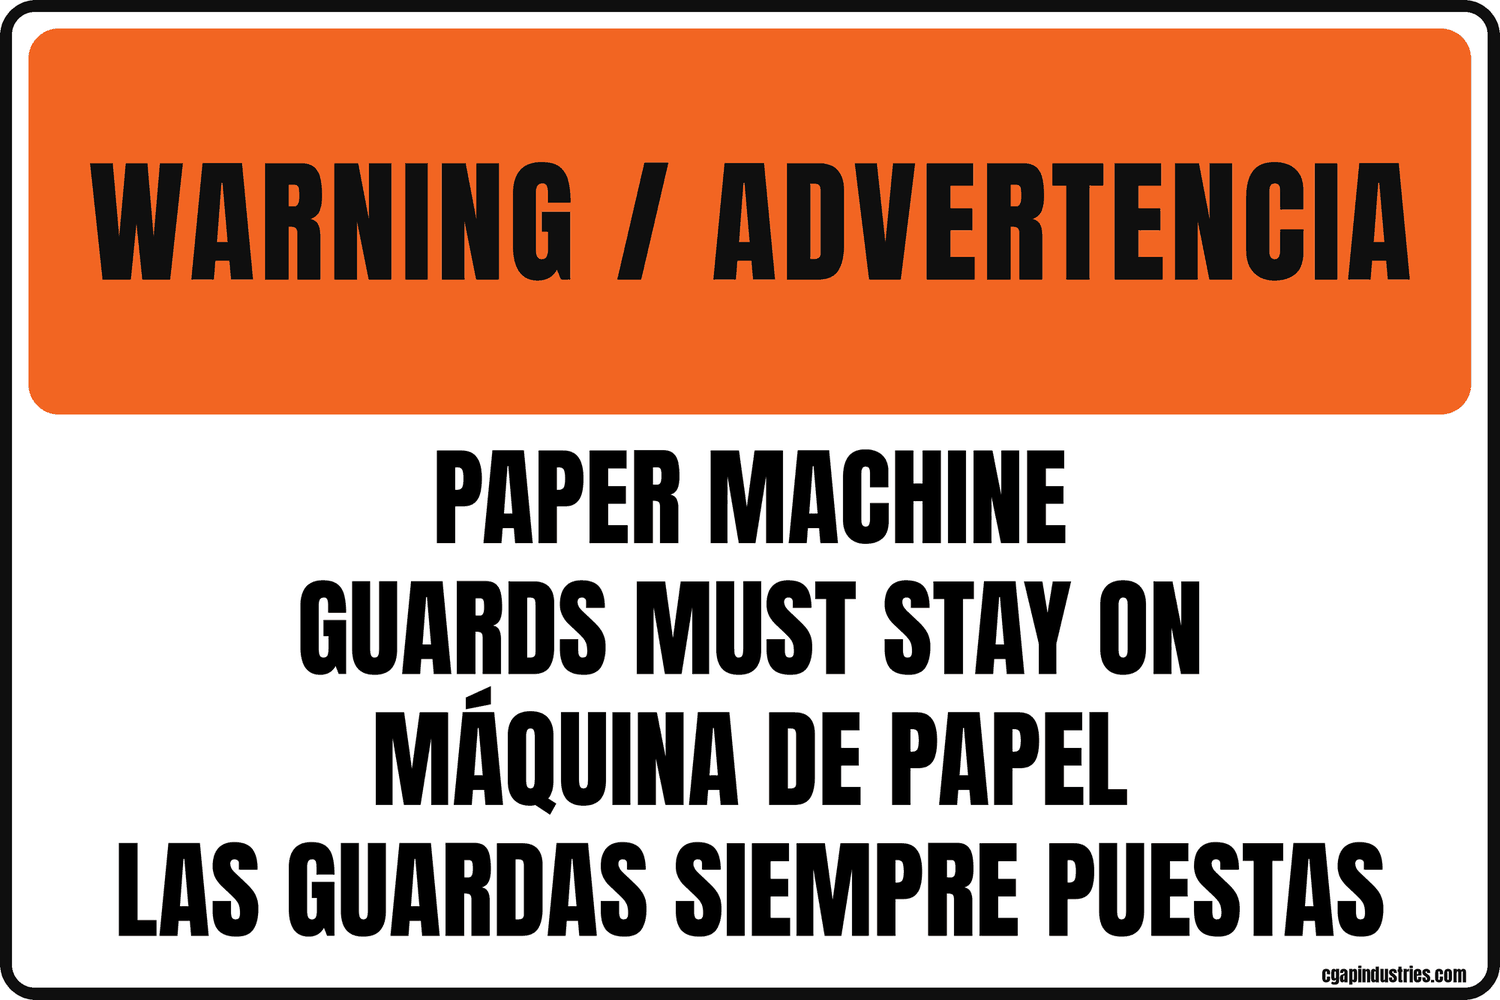 WARNING / ADVERTENCIA
PAPER MACHINE
GUARDS MUST STAY ON
MÁQUINA DE PAPEL
LAS GUARDAS SIEMPRE PUESTAS
cgapindustries.com